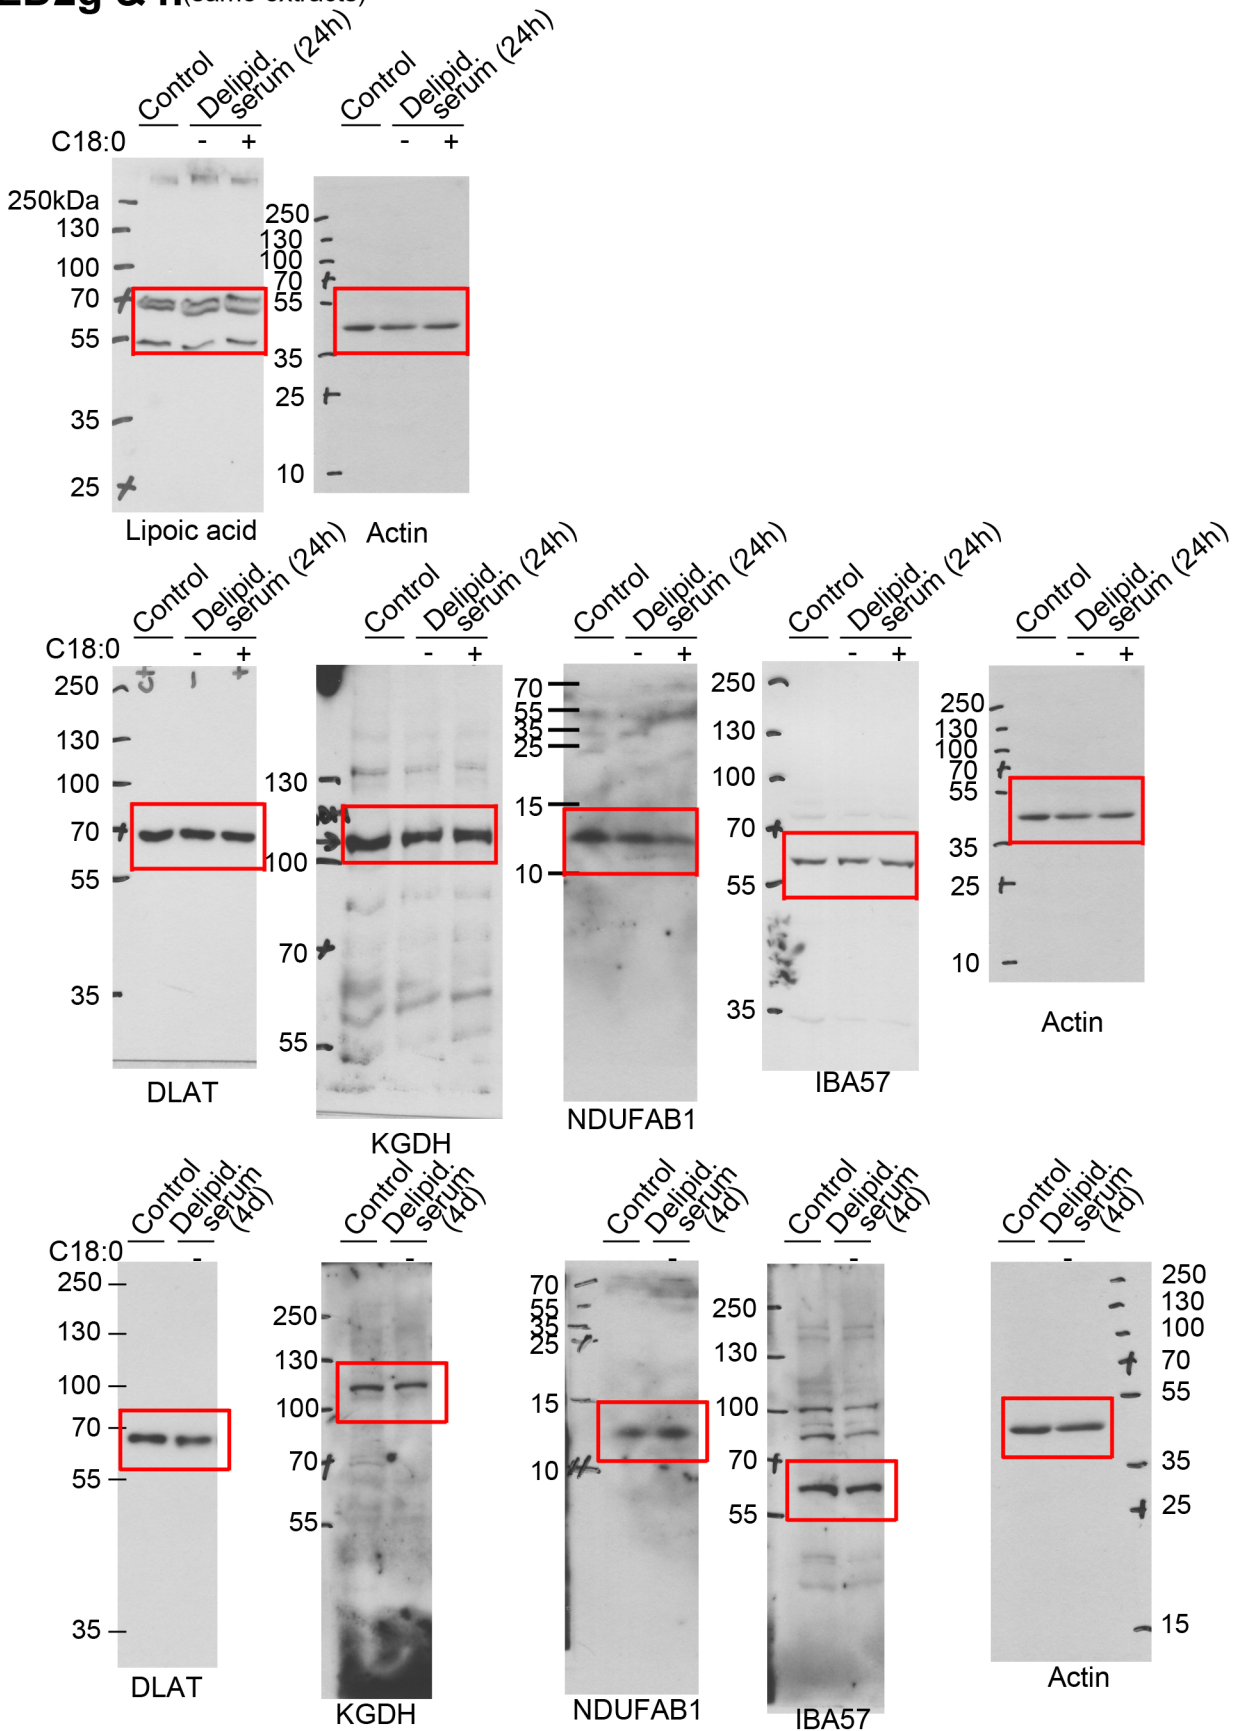 (same extracts)
Control
Delipid.
serum (24h)
Control
Delipid.
serum (24h)
C18:0 - + - +
250kDa
130
100
70
55
35
25
250
130
100
70
55
35
25
10
Lipoic acid
Actin
Control
Delipid.
serum (24h)
Control
Delipid.
serum (24h)
Control
Delipid.
serum (24h)
Control
Delipid.
serum (24h)
Control
Delipid.
serum (24h)
C18:0 - + - + - + - + - +
250
130
100
70
55
35
DLAT
130
100
70
55
KGDH
70
55
35
25
15
10
NDUFAB1
250
130
100
70
55
35
IBA57
250
130
100
70
55
35
25
10
Actin
Control
Delipid.
serum
(4d)
Control
Delipid.
serum
(4d)
Control
Delipid.
serum
(4d)
Control
Delipid.
serum
(4d)
Control
Delipid.
serum
(4d)
C18:0 - - - - -
250
130
100
70
55
35
DLAT
250
130
100
70
55
KGDH
70
55
35
25
15
10
NDUFAB1
250
130
100
70
55
IBA57
250
130
100
70
55
35
25
15
Actin